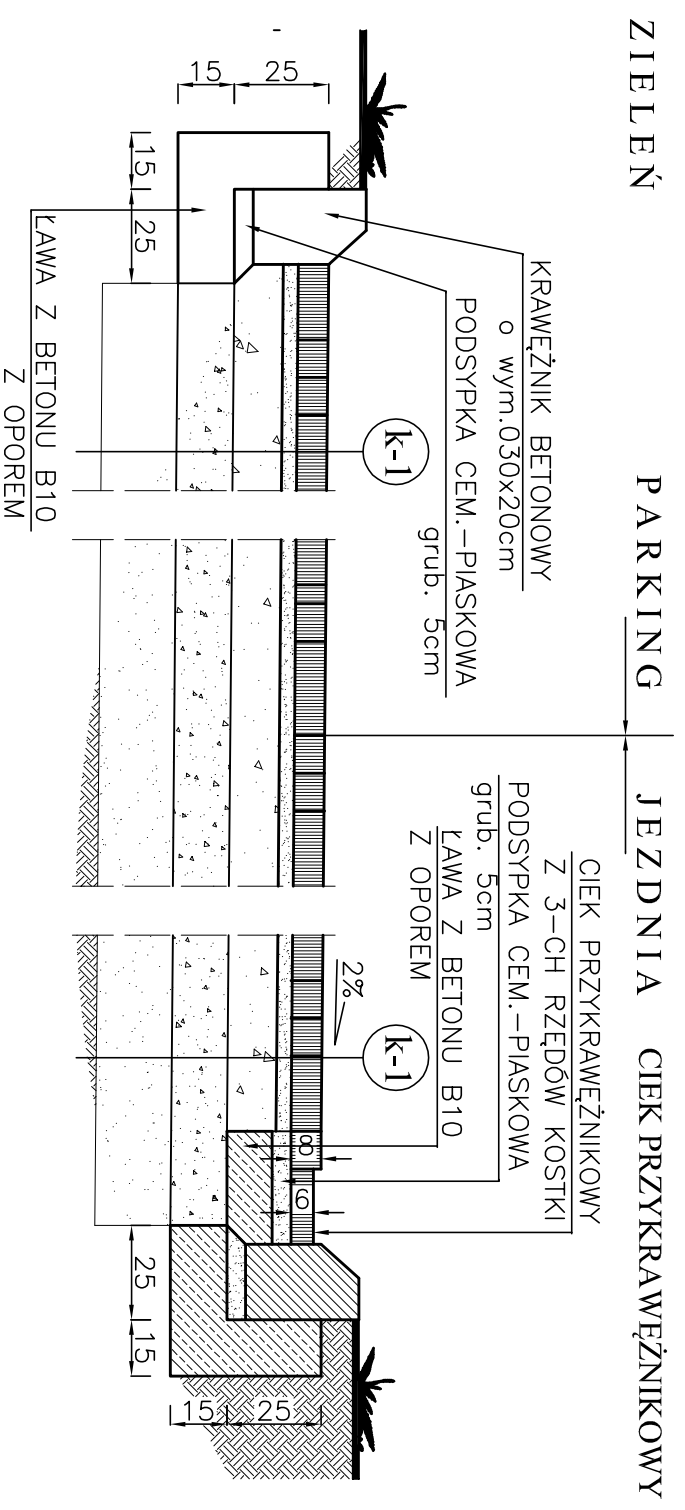 ZIELEŃ
PARKING
JEZDNIA
CIEK PRZYKRAWĘŻNIKOWY
KRAWĘŻNIK BETONOWY
o wym.030x20cm
PODSYPKA CEM.-PIASKOWA
grub. 5cm
CIEK PRZYKRAWĘŻNIKOWY
Z 3-CH RZĘDÓW KOSTKI
PODSYPKA CEM.-PIASKOWA
grub. 5cm
ŁAWA Z BETONU B10
Z OPOREM
k-1
k-1
2%
25
15
15
25
8
6
25
15
25
15
ŁAWA Z BETONU B10
Z OPOREM